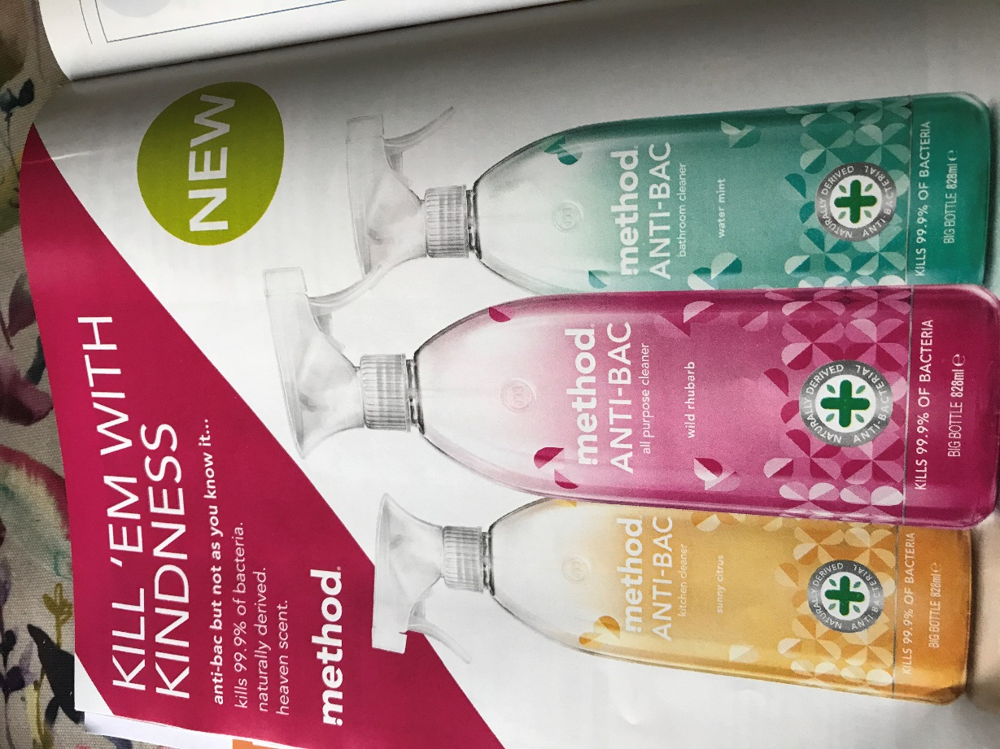 NEW
KILL 'EM WITH
KINDNESS
anti-bac but not as you know it...
kills 99.9% of bacteria.
naturally derived.
heaven scent.
method
method
ANTI-BAC
kitchen cleaner
sunny citrus
NATURALLY DERIVED
ANTI-BACTERIAL
KILLS 99.9% OF BACTERIA
BIG BOTTLE 828ml ℮
method
ANTI-BAC
all purpose cleaner
wild rhubarb
NATURALLY DERIVED
ANTI-BACTERIAL
KILLS 99.9% OF BACTERIA
BIG BOTTLE 828ml ℮
method
ANTI-BAC
bathroom cleaner
water mint
NATURALLY DERIVED
ANTI-BACTERIAL
KILLS 99.9% OF BACTERIA
BIG BOTTLE 828ml ℮